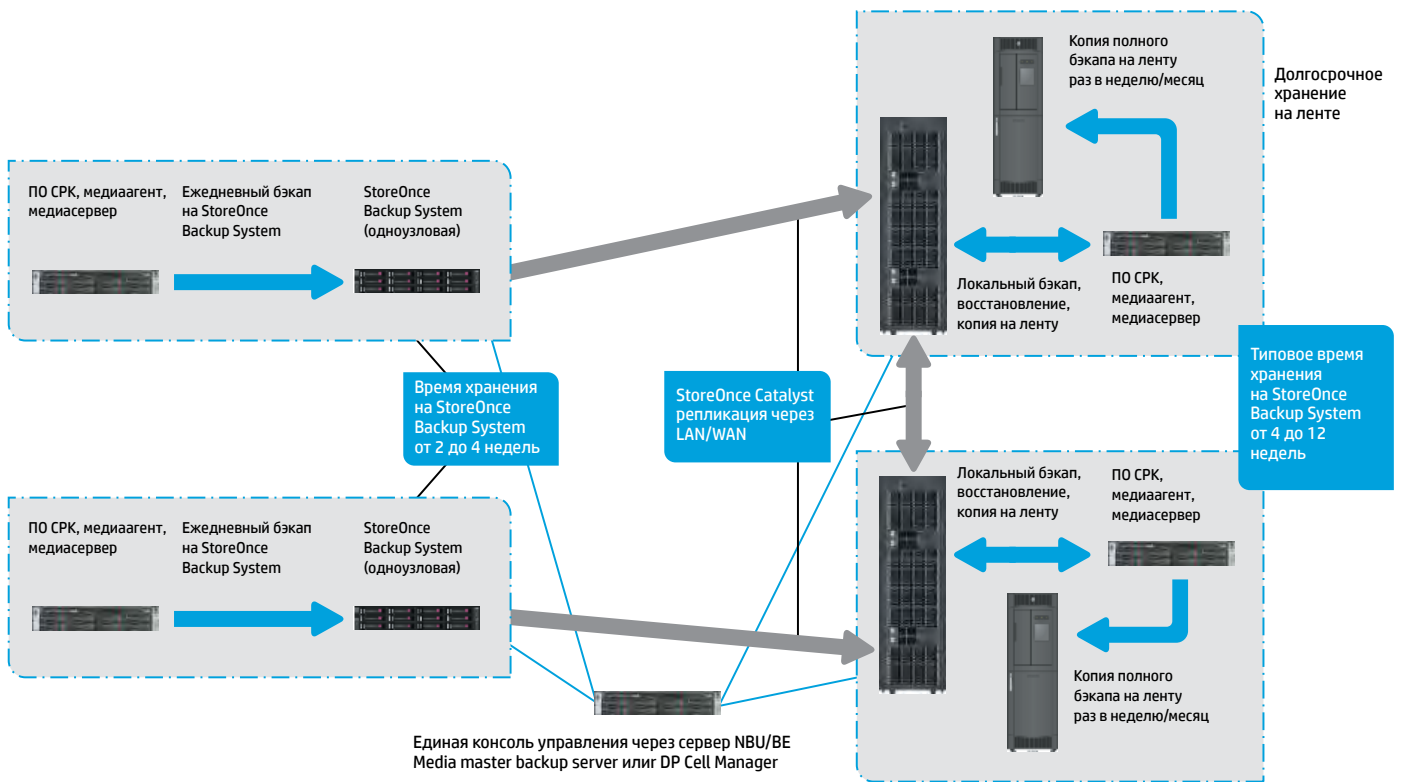 Копия полного
бэкапа на ленту
раз в неделю/месяц
Долгосрочное
хранение
на ленте
ПО СРК, медиаагент,
медиасервер
Ежедневный бэкап
на StoreOnce
Backup System
StoreOnce
Backup System
(одноузловая)
Локальный бэкап,
восстановление,
копия на ленту
ПО СРК,
медиаагент,
медиасервер
Время хранения
на StoreOnce
Backup System
от 2 до 4 недель
StoreOnce Catalyst
репликация через
LAN/WAN
Типовое время
хранения
на StoreOnce
Backup System
от 4 до 12
недель
ПО СРК, медиаагент,
медиасервер
Ежедневный бэкап
на StoreOnce
Backup System
StoreOnce
Backup System
(одноузловая)
Локальный бэкап,
восстановление,
копия на ленту
ПО СРК,
медиаагент,
медиасервер
Копия полного
бэкапа на ленту
раз в неделю/месяц
Единая консоль управления через сервер NBU/BE
Media master backup server илиг DP Cell Manager